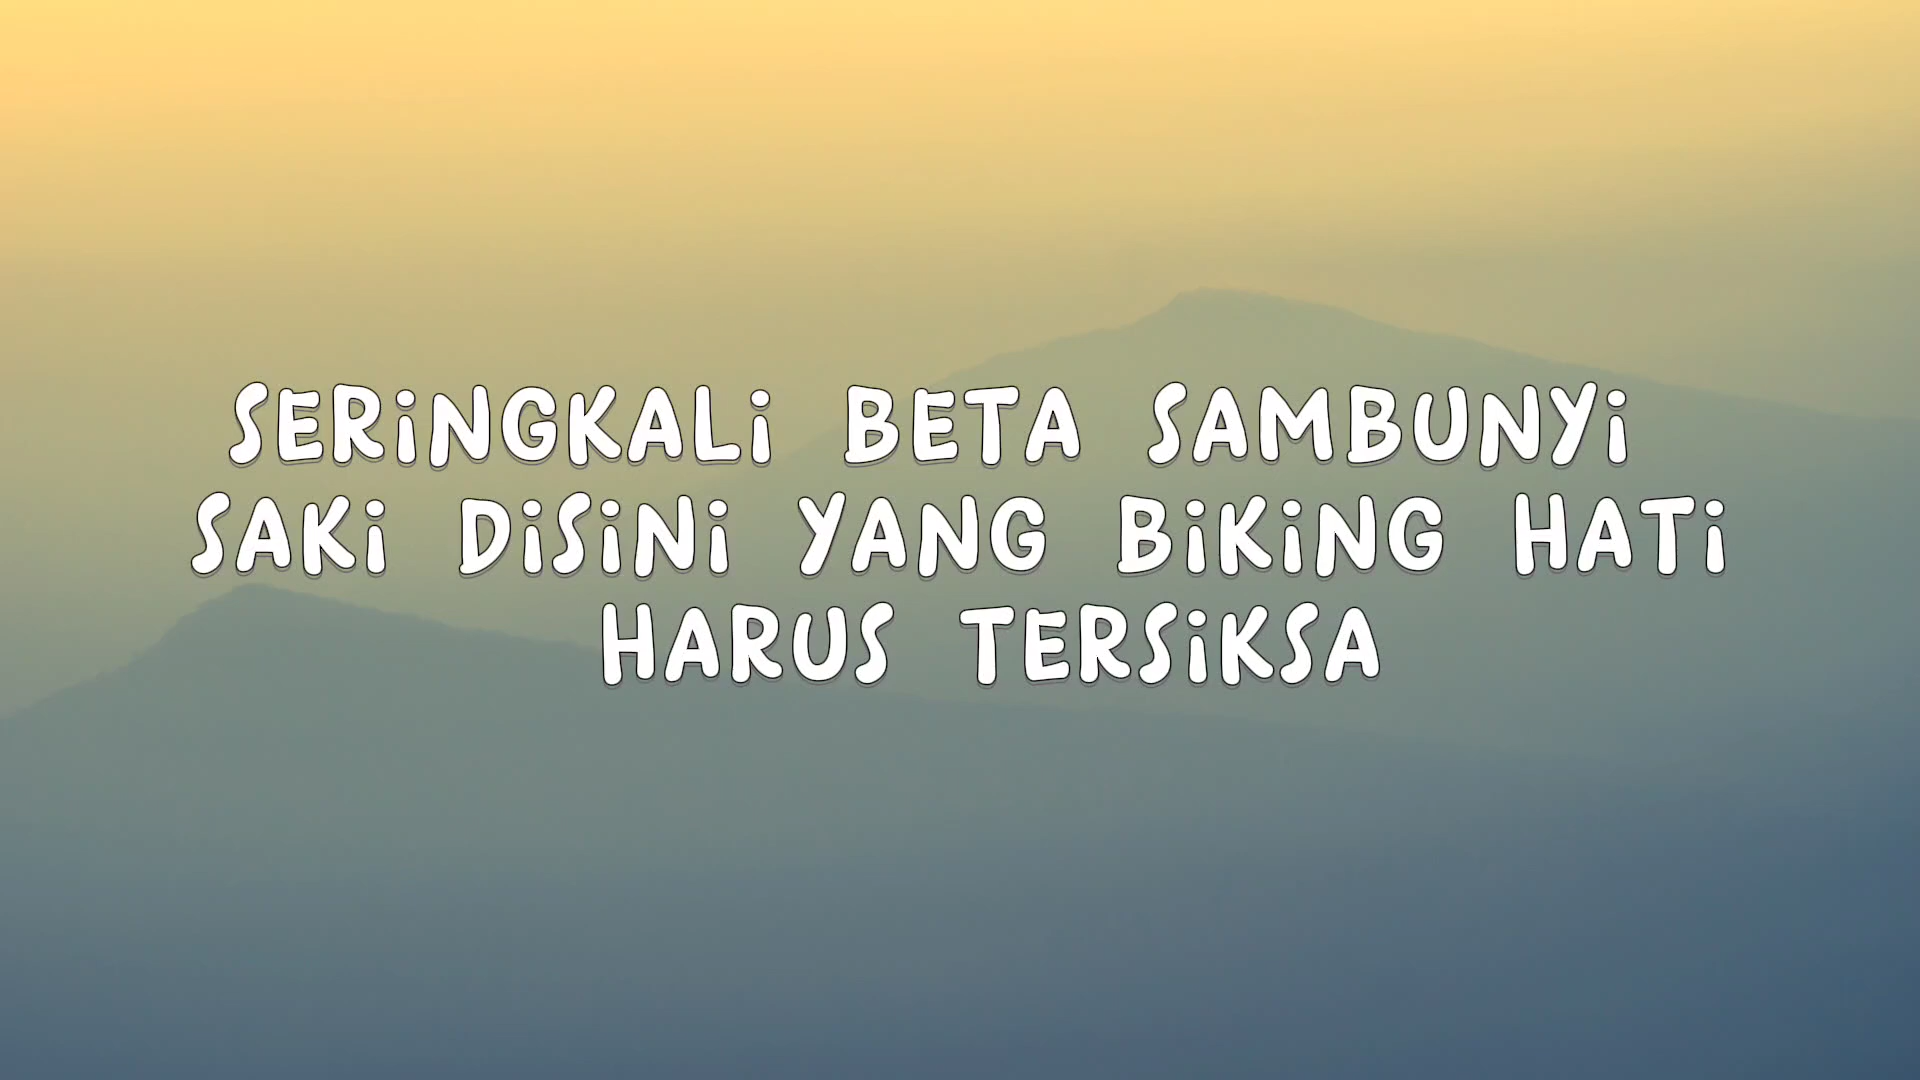 SERiNGKALi BETA SAMBUNYi
SAKi DiSiNi YANG BiKiNG HATi
HARUS TERSiKSA